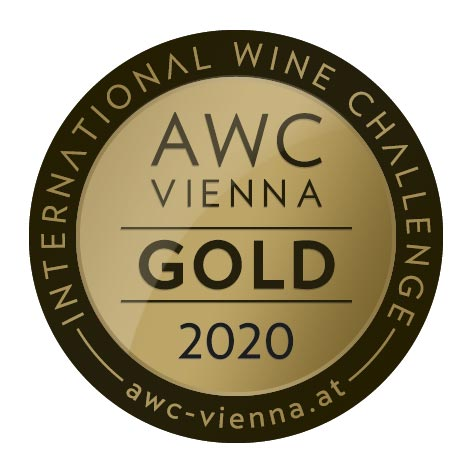 INTERNATIONAL WINE CHALLENGE
AWC
VIENNA
GOLD
2020
awc-vienna.at